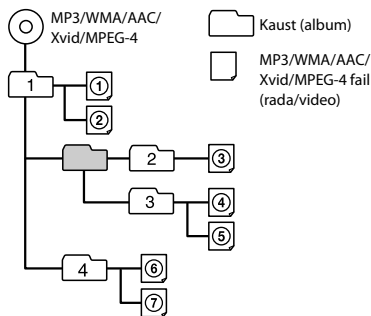 MP3/WMA/AAC/
Xvid/MPEG-4
Kaust (album)
MP3/WMA/AAC/
Xvid/MPEG-4 fail
(rada/video)
1
①
②
2
③
3
④
⑤
4
⑥
⑦